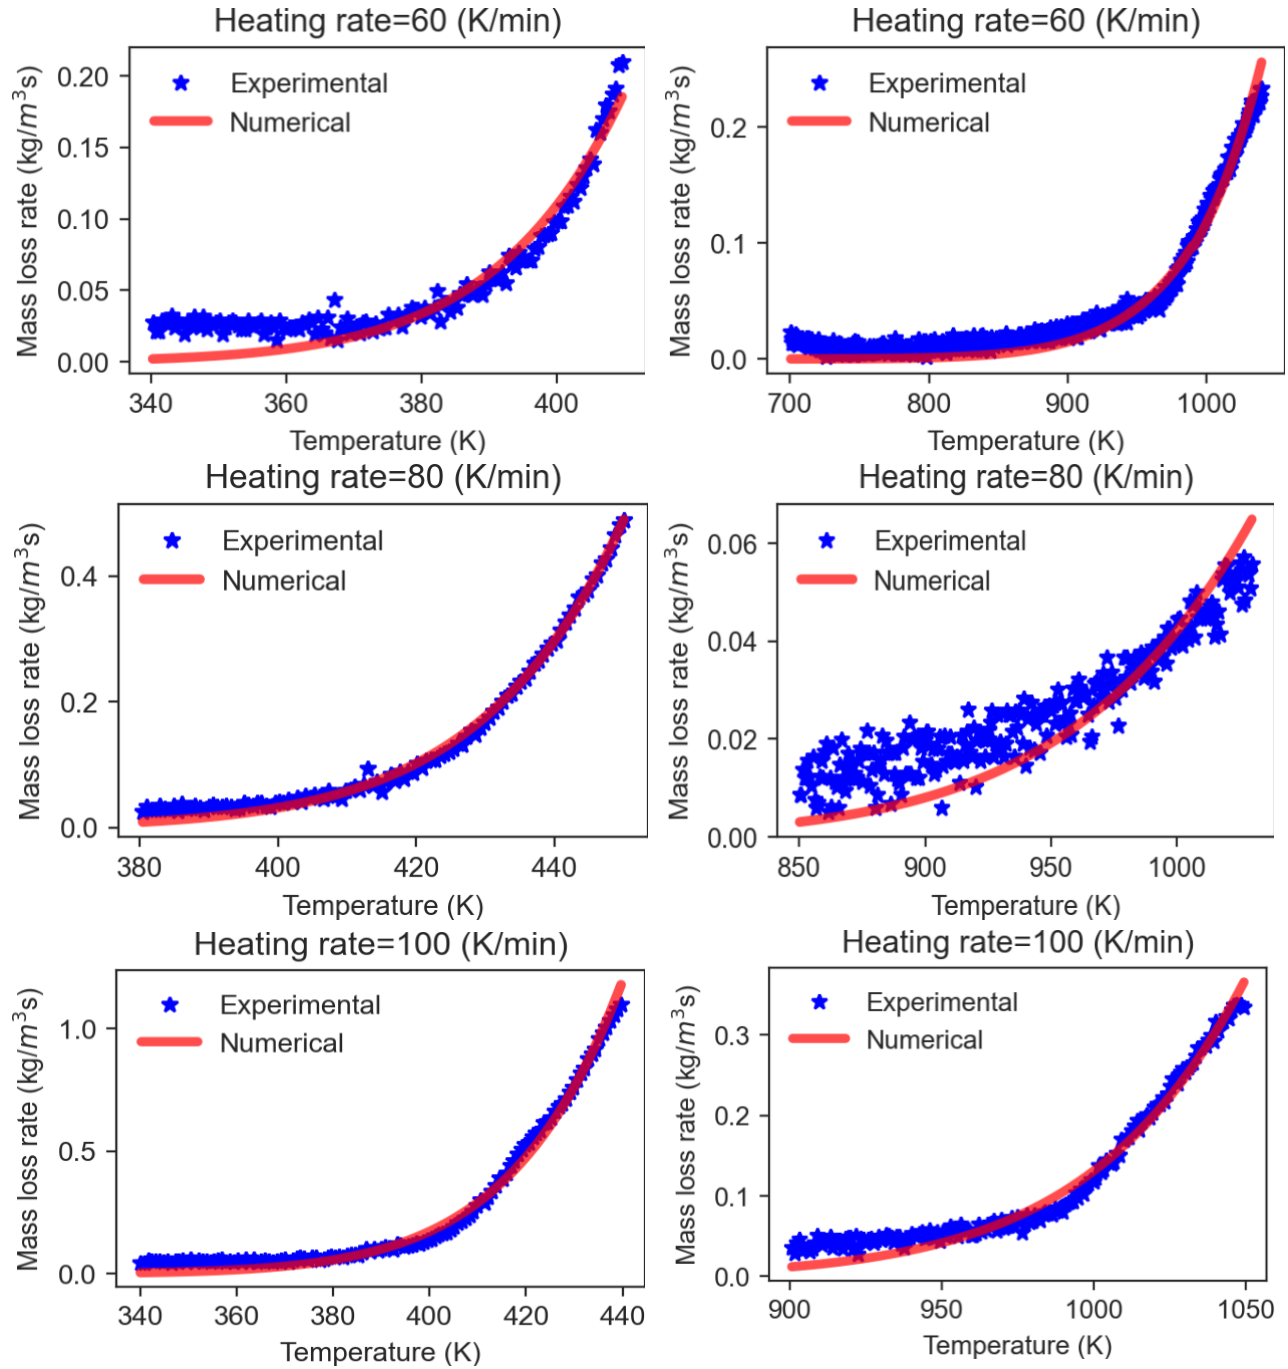 Heating rate=60 (K/min)
Mass loss rate (kg/m³s)
0.20
0.15
0.10
0.05
0.00
Experimental
Numerical
340 360 380 400
Temperature (K)
Heating rate=60 (K/min)
Mass loss rate (kg/m³s)
0.2
0.1
0.0
Experimental
Numerical
700 800 900 1000
Temperature (K)
Heating rate=80 (K/min)
Mass loss rate (kg/m³s)
0.4
0.2
0.0
Experimental
Numerical
380 400 420 440
Temperature (K)
Heating rate=80 (K/min)
Mass loss rate (kg/m³s)
0.06
0.04
0.02
0.00
Experimental
Numerical
850 900 950 1000
Temperature (K)
Heating rate=100 (K/min)
Mass loss rate (kg/m³s)
1.0
0.5
0.0
Experimental
Numerical
340 360 380 400 420 440
Temperature (K)
Heating rate=100 (K/min)
Mass loss rate (kg/m³s)
0.3
0.2
0.1
0.0
Experimental
Numerical
900 950 1000 1050
Temperature (K)